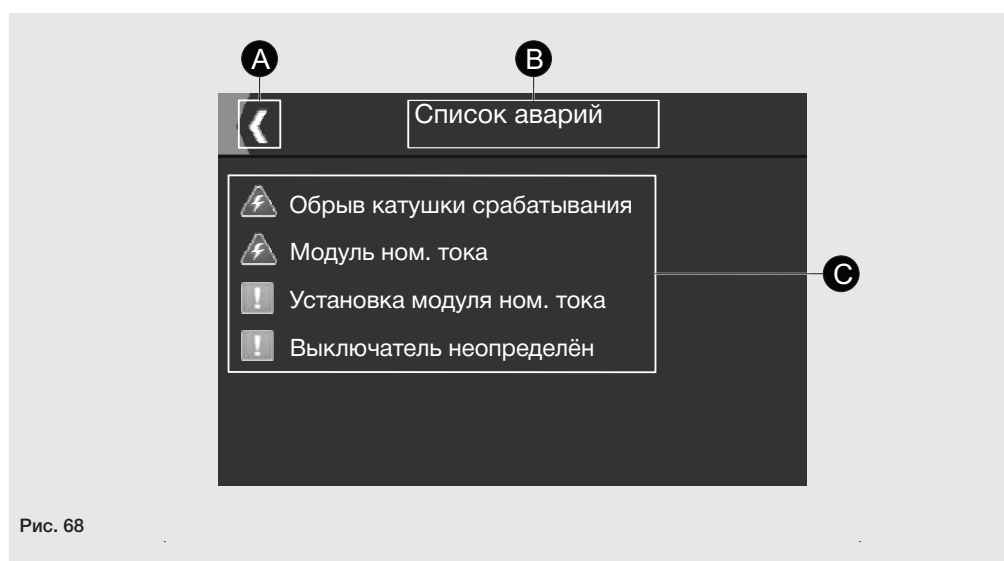 A
B
Список аварий
Обрыв катушки срабатывания
Модуль ном. тока
C
Установка модуля ном. тока
Выключатель неопределён
Рис. 68